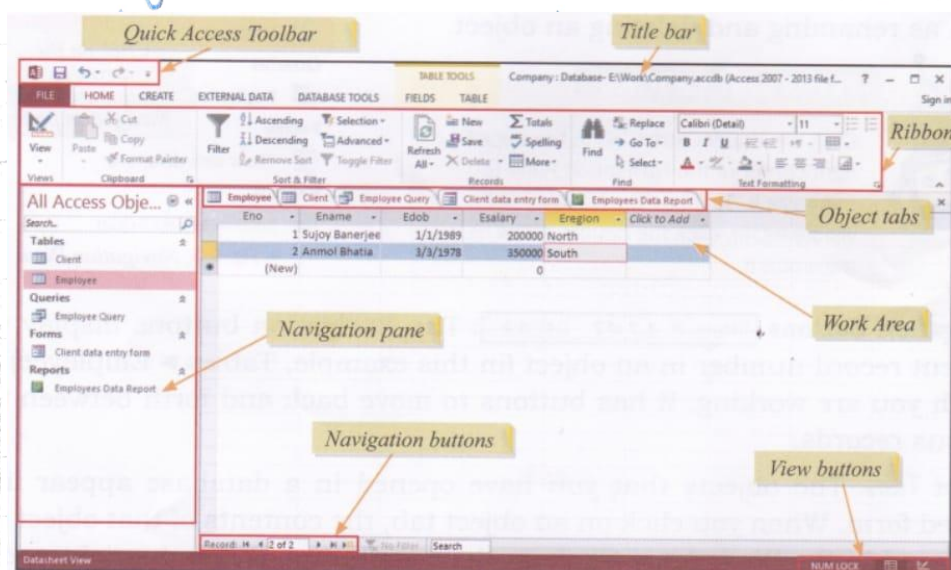 ne renaming and
ng an object
Quick Access Toolbar
Title bar
TABLE TOOLS
Company : Database- E:\Work\Company.accdb (Access 2007 - 2013 file f...
?
FILE HOME CREATE EXTERNAL DATA DATABASE TOOLS FIELDS TABLE
Sign in
View
Paste
Cut
Copy
Format Painter
Filter
Ascending
Descending
Remove Sort
Selection
Advanced
Toggle Filter
Refresh All
New
Save
Delete
Totals
Spelling
More
Find
Replace
Go To
Select
Calibri (Detail) 11
B I U
A
Ribbon
Views Clipboard Sort & Filter Records Find Text Formatting
All Access Obje...
Search...
Tables
Client
Employee
Queries
Employee Query
Forms
Client data entry form
Reports
Employees Data Report
Employee Client Employee Query Client data entry form Employees Data Report
Object tabs
Eno Ename Edob Esalary Eregion Click to Add
1 Sujoy Banerjee 1/1/1989 200000 North
2 Anmol Bhatia 3/3/1978 350000 South
(New) 0
Work Area
Navigation pane
Navigation buttons
View buttons
Record: 2 of 2 No Filter Search
Datasheet View NUM LOCK